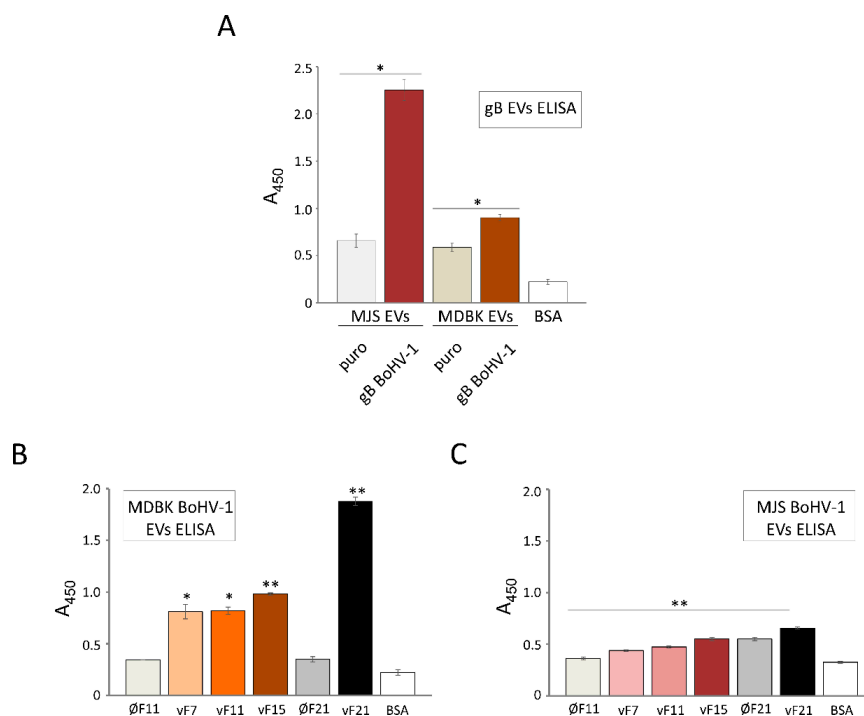 A
2.5
2.0
1.5
1.0
0.5
0
A450
*
*
gB EVs ELISA
MJS EVs
MDBK EVs
BSA
puro
gB BoHV-1
puro
gB BoHV-1
B
2.0
1.5
1.0
0.5
0
A450
MDBK BoHV-1
EVs ELISA
*
*
**
**
ØF11
vF7
vF11
vF15
ØF21
vF21
BSA
C
2.0
1.5
1.0
0.5
0
A450
MJS BoHV-1
EVs ELISA
**
ØF11
vF7
vF11
vF15
ØF21
vF21
BSA